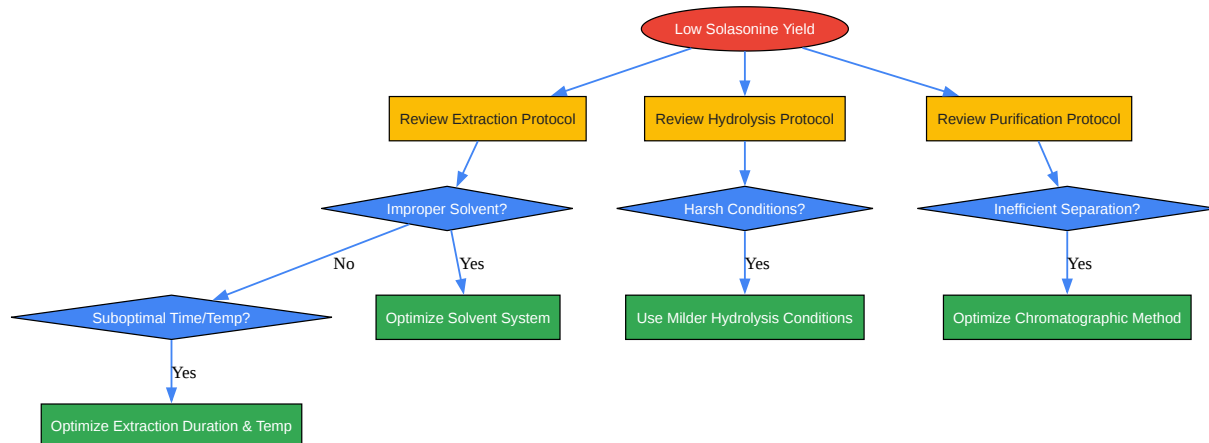 Low Solasonine Yield
Review Extraction Protocol
Review Hydrolysis Protocol
Review Purification Protocol
Improper Solvent?
Harsh Conditions?
Inefficient Separation?
No
Yes
Yes
Yes
Suboptimal Time/Temp?
Optimize Solvent System
Use Milder Hydrolysis Conditions
Optimize Chromatographic Method
Yes
Optimize Extraction Duration & Temp